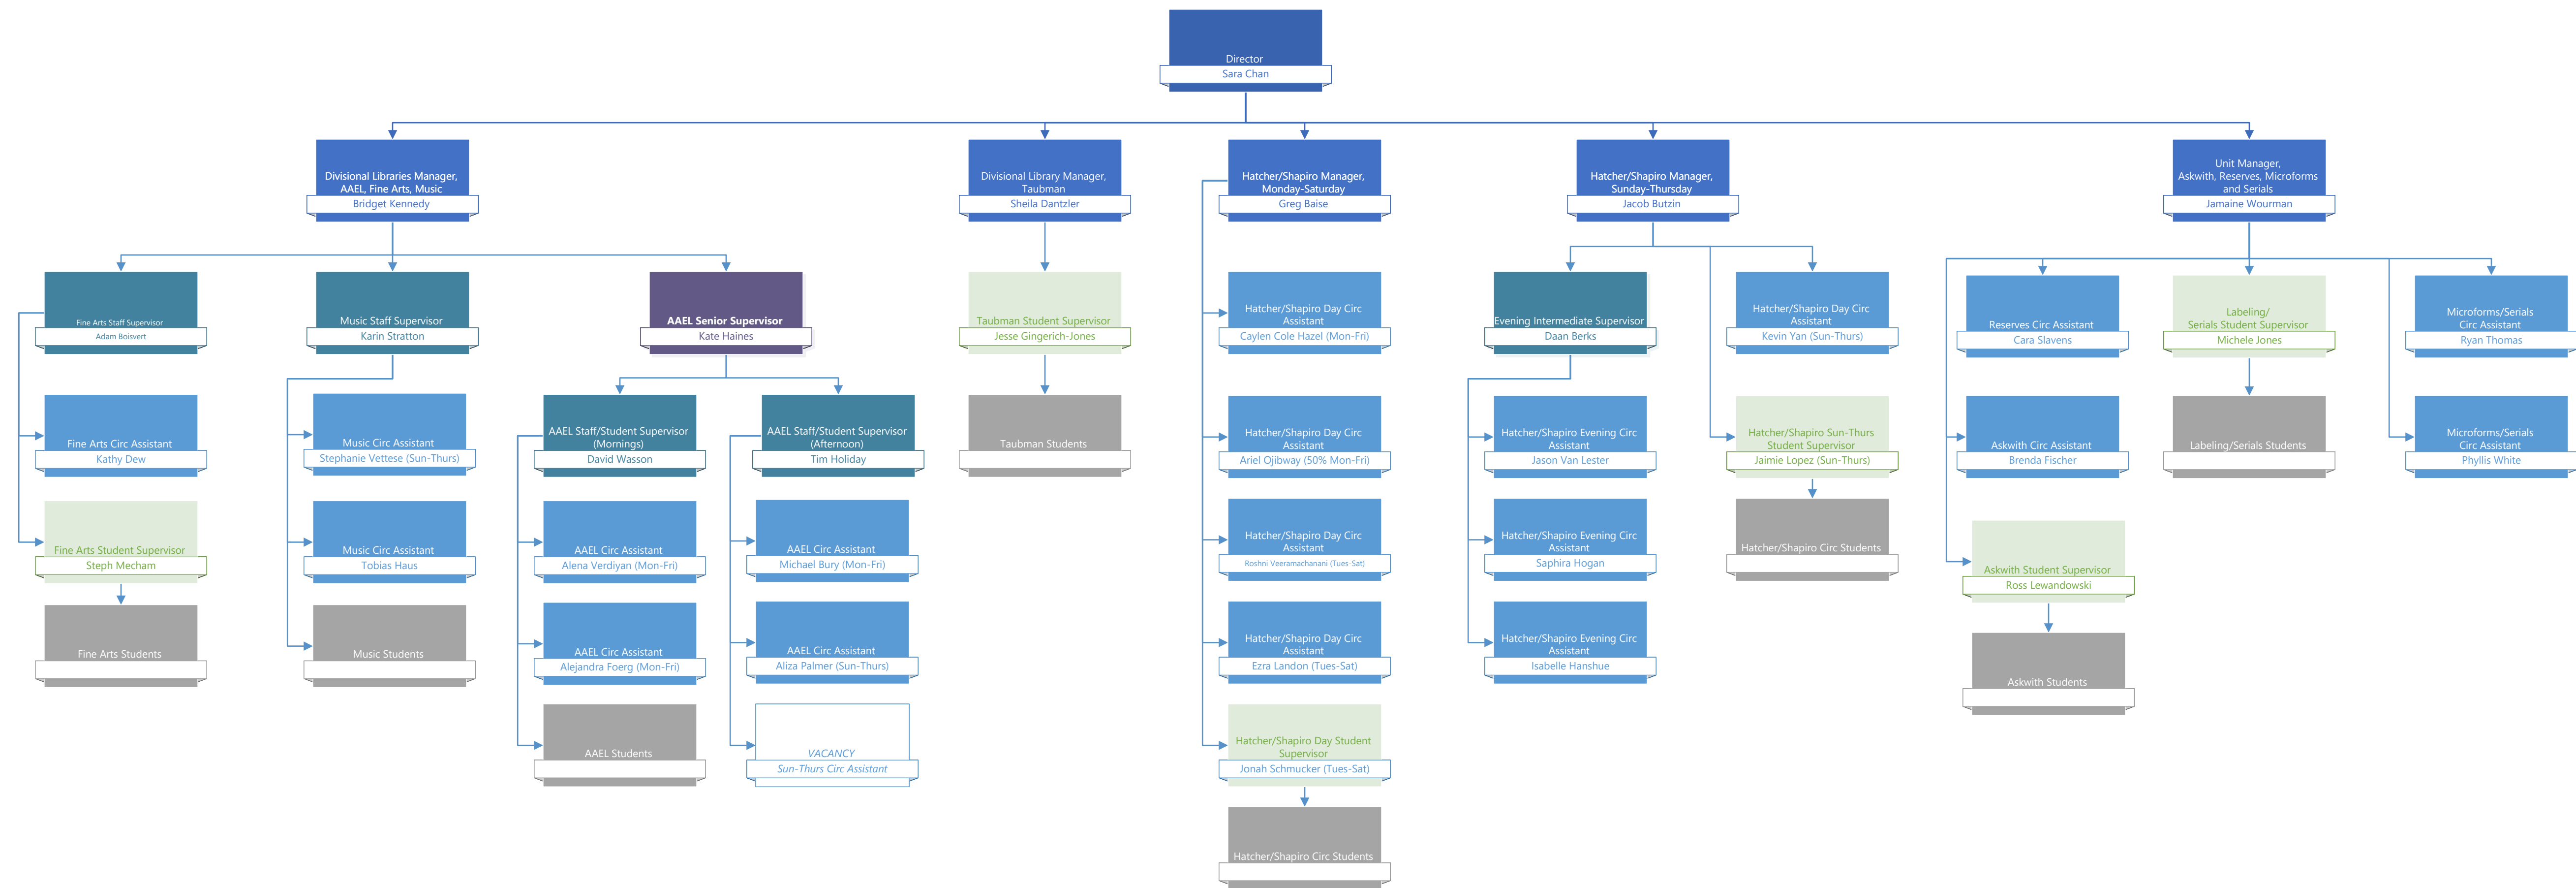 Director
Sara Chan
Divisional Libraries Manager,
AAEL, Fine Arts, Music
Bridget Kennedy
Divisional Library Manager,
Taubman
Sheila Dantzler
Hatcher/Shapiro Manager,
Monday-Saturday
Greg Baise
Hatcher/Shapiro Manager,
Sunday-Thursday
Jacob Butzin
Unit Manager,
Askwith, Reserves, Microforms
and Serials
Jamaine Wourman
Fine Arts Staff Supervisor
Adam Boisvert
Music Staff Supervisor
Karin Stratton
AAEL Senior Supervisor
Kate Haines
Taubman Student Supervisor
Jesse Gingerich-Jones
Hatcher/Shapiro Day Circ
Assistant
Caylen Cole Hazel (Mon-Fri)
Evening Intermediate Supervisor
Daan Berks
Hatcher/Shapiro Day Circ
Assistant
Kevin Yan (Sun-Thurs)
Reserves Circ Assistant
Cara Slavens
Labeling/
Serials Student Supervisor
Michele Jones
Microforms/Serials
Circ Assistant
Ryan Thomas
Fine Arts Circ Assistant
Kathy Dew
Music Circ Assistant
Stephanie Vettese (Sun-Thurs)
AAEL Staff/Student Supervisor
(Mornings)
David Wasson
AAEL Staff/Student Supervisor
(Afternoon)
Tim Holiday
Taubman Students
Hatcher/Shapiro Day Circ
Assistant
Ariel Ojibway (50% Mon-Fri)
Hatcher/Shapiro Evening Circ
Assistant
Jason Van Lester
Hatcher/Shapiro Sun-Thurs
Student Supervisor
Jaimie Lopez (Sun-Thurs)
Askwith Circ Assistant
Brenda Fischer
Labeling/Serials Students
Microforms/Serials
Circ Assistant
Phyllis White
Fine Arts Student Supervisor
Steph Mecham
Music Circ Assistant
Tobias Haus
AAEL Circ Assistant
Alena Verdiyan (Mon-Fri)
AAEL Circ Assistant
Michael Bury (Mon-Fri)
Hatcher/Shapiro Day Circ
Assistant
Roshni Veeramachanani (Tues-Sat)
Hatcher/Shapiro Evening Circ
Assistant
Saphira Hogan
Hatcher/Shapiro Circ Students
Askwith Student Supervisor
Ross Lewandowski
Fine Arts Students
Music Students
AAEL Circ Assistant
Alejandra Foerg (Mon-Fri)
AAEL Circ Assistant
Aliza Palmer (Sun-Thurs)
Hatcher/Shapiro Day Circ
Assistant
Ezra Landon (Tues-Sat)
Hatcher/Shapiro Evening Circ
Assistant
Isabelle Hanshue
Askwith Students
AAEL Students
VACANCY
Sun-Thurs Circ Assistant
Hatcher/Shapiro Day Student
Supervisor
Jonah Schmucker (Tues-Sat)
Hatcher/Shapiro Circ Students